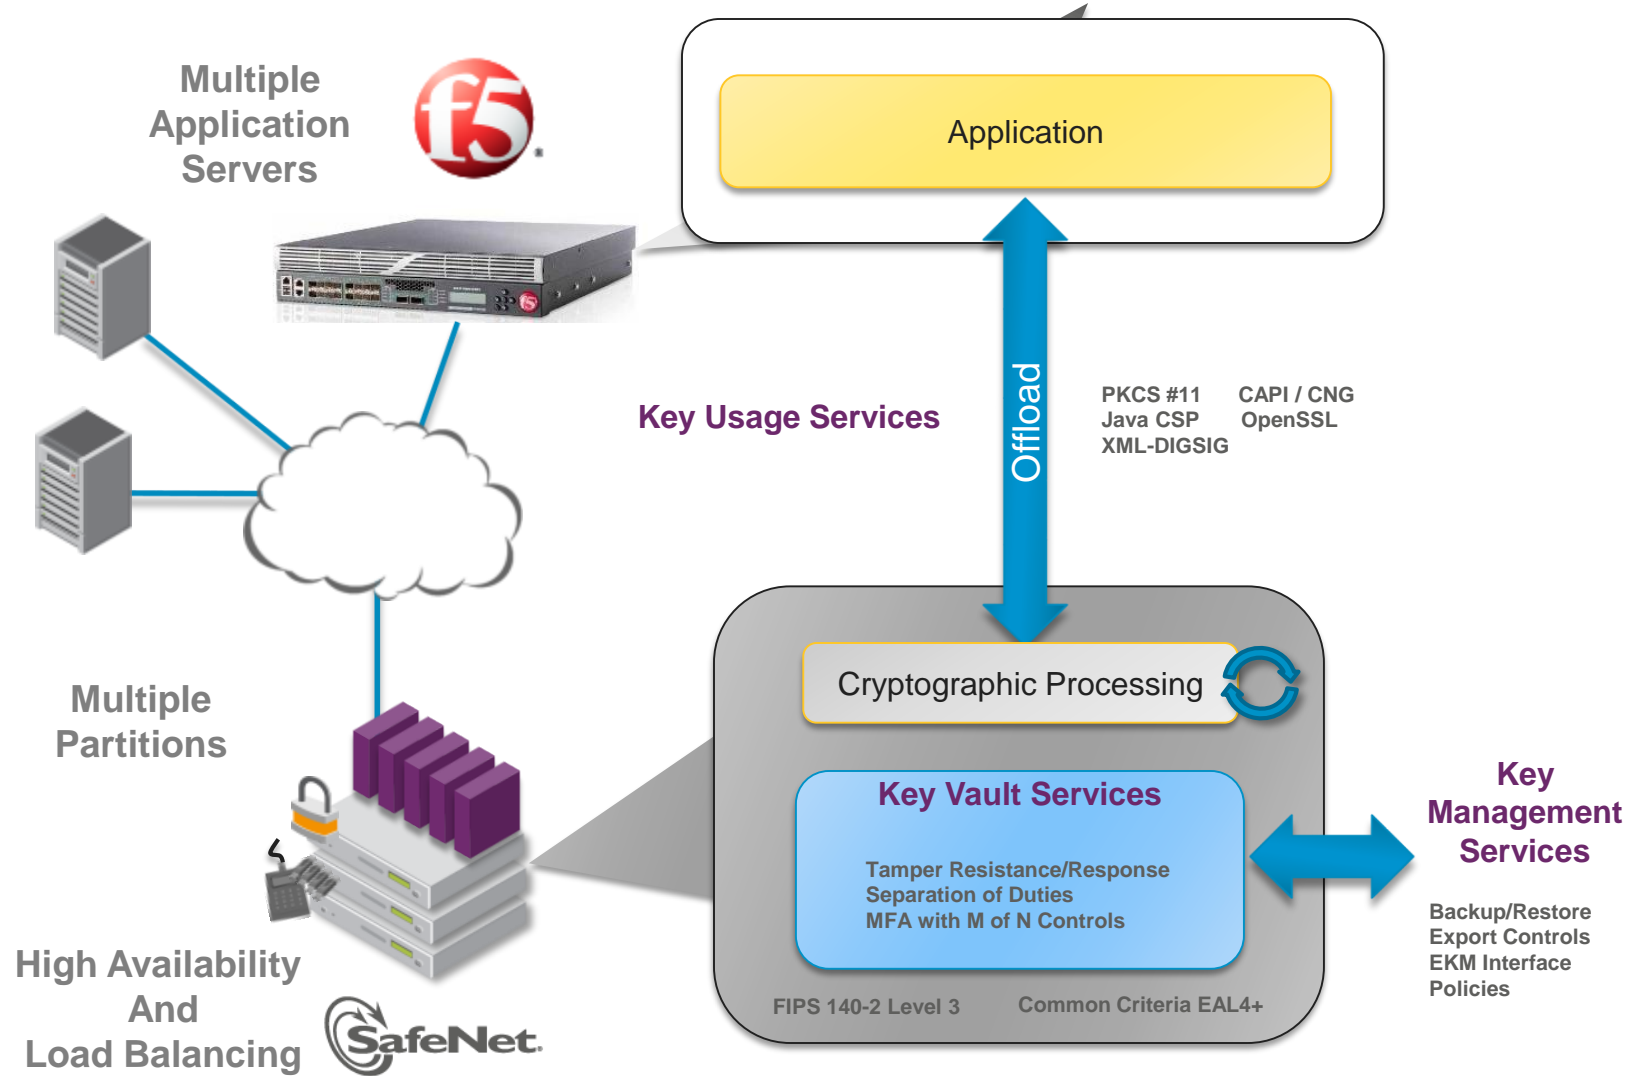 Multiple
Application
Servers
f5
®
Application
f5
Offload
Key Usage Services
PKCS #11 CAPI / CNG
Java CSP OpenSSL
XML-DIGSIG
Multiple
Partitions
Cryptographic Processing
Key Vault Services
Tamper Resistance/Response
Separation of Duties
MFA with M of N Controls
FIPS 140-2 Level 3 Common Criteria EAL4+
Key
Management
Services
Backup/Restore
Export Controls
EKM Interface
Policies
High Availability
And
Load Balancing
SafeNet.